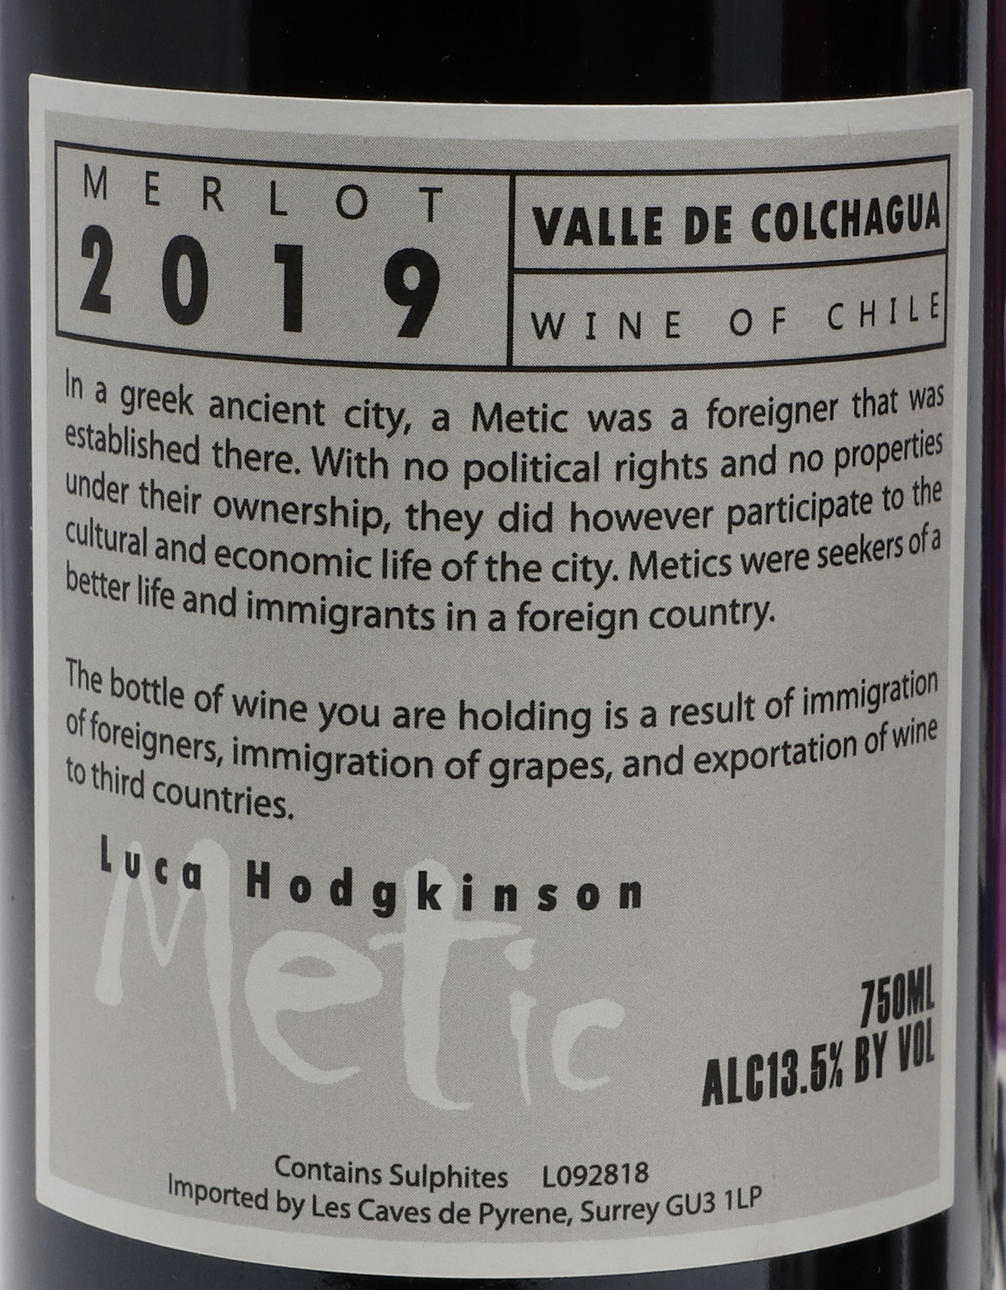 MERLOT
2019
VALLE DE COLCHAGUA
WINE OF CHILE
In a greek ancient city, a Metic was a foreigner that was
established there. With no political rights and no properties
under their ownership, they did however participate to the
cultural and economic life of the city. Metics were seekers of a
better life and immigrants in a foreign country.
The bottle of wine you are holding is a result of immigration
of foreigners, immigration of grapes, and exportation of wine
to third countries.
Luca Hodgkinson
Metic
750ML
ALC13.5% BY VOL
Contains Sulphites L092818
Imported by Les Caves de Pyrene, Surrey GU3 1LP